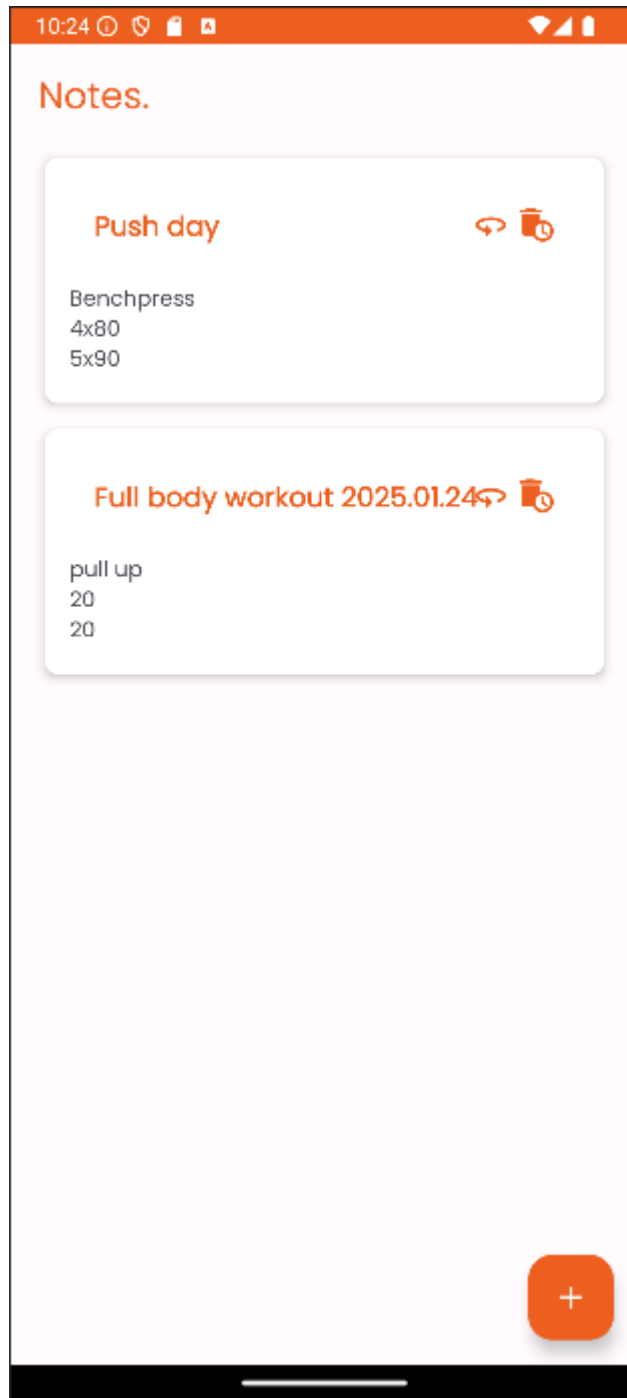 10:24
Notes.
Push day
Benchpress
4x80
5x90
Full body workout 2025.01.24
pull up
20
20